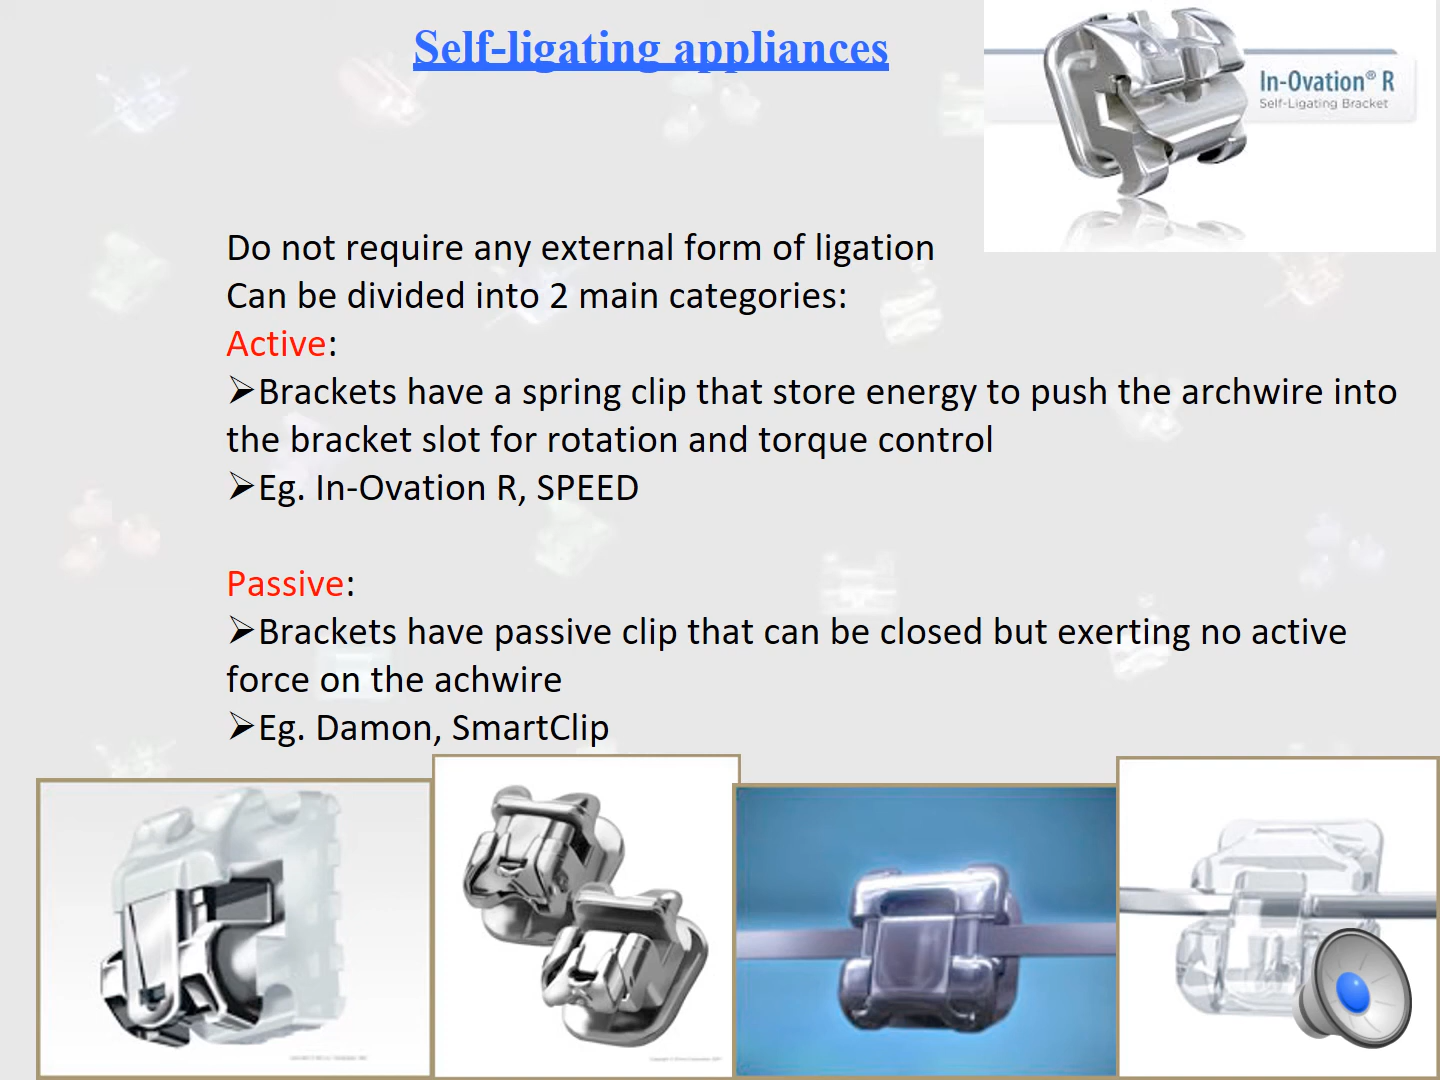 Self-ligating appliances
In-Ovation® R
Self-Ligating Bracket
Do not require any external form of ligation
Can be divided into 2 main categories:
Active:
➢Brackets have a spring clip that store energy to push the archwire into
the bracket slot for rotation and torque control
➢Eg. In-Ovation R, SPEED
Passive:
➢Brackets have passive clip that can be closed but exerting no active
force on the achwire
➢Eg. Damon, SmartClip